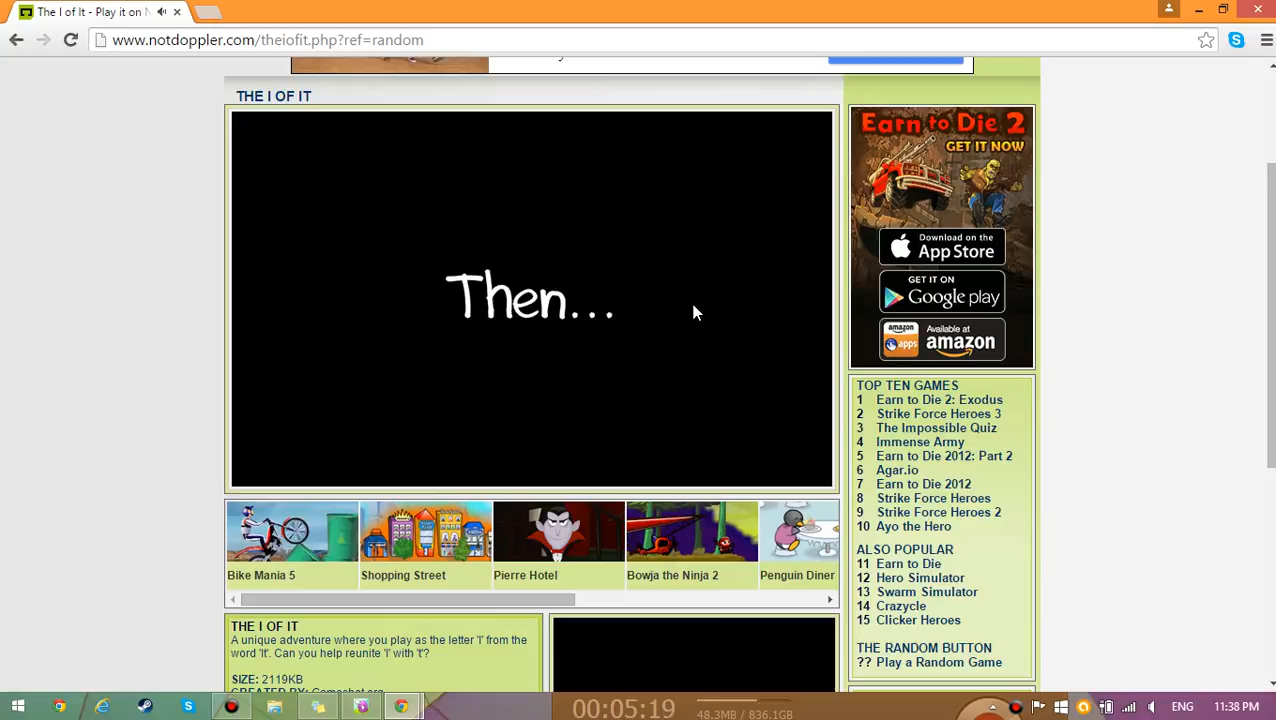 The I of It - Play it on N
www.notdoppler.com/theiofit.php?ref=random
THE I OF IT
Then...
Earn to Die 2
GET IT NOW
Download on the
App Store
GET IT ON
Google play
amazon
apps
Available at
amazon
TOP TEN GAMES
1 Earn to Die 2: Exodus
2 Strike Force Heroes 3
3 The Impossible Quiz
4 Immense Army
5 Earn to Die 2012: Part 2
6 Agar.io
7 Earn to Die 2012
8 Strike Force Heroes
9 Strike Force Heroes 2
10 Ayo the Hero
ALSO POPULAR
11 Earn to Die
12 Hero Simulator
13 Swarm Simulator
14 Crazycle
15 Clicker Heroes
THE RANDOM BUTTON
?? Play a Random Game
Bike Mania 5
Shopping Street
Pierre Hotel
Bowja the Ninja 2
Penguin Diner
THE I OF IT
A unique adventure where you play as the letter 'I' from the
word 'It'. Can you help reunite 'I' with 't'?
SIZE: 2119KB
00:05:19
48.3MB / 836.1GB
ENG
11:38 PM